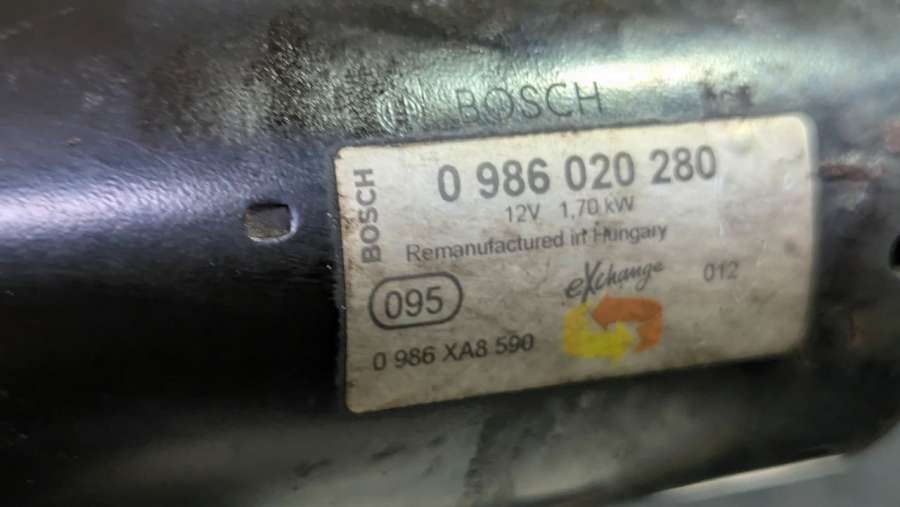 BOSCH
BOSCH
0 986 020 280
12V 1,70 kW
Remanufactured in Hungary
eXchange 012
095
0 986 XA8 590